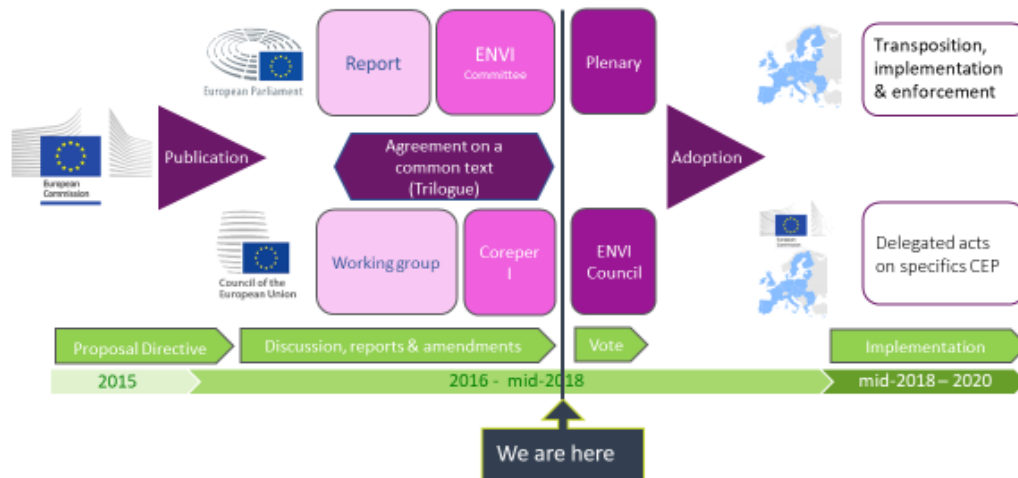 European Parliament
Report
ENVI
Committee
Plenary
Transposition,
implementation
& enforcement
European
Commission
Publication
Agreement on a
common text
(Trilogue)
Adoption
Council of the
European Union
Working group
Coreper
I
ENVI
Council
European
Commission
Delegated acts
on specifics CEP
Proposal Directive
Discussion, reports & amendments
Vote
Implementation
2015
2016 - mid-2018
mid-2018 – 2020
We are here